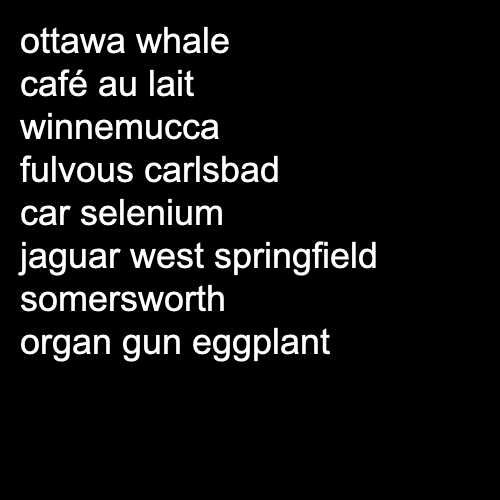 ottawa whale
café au lait
winnemucca
fulvous carlsbad
car selenium
jaguar west springfield
somersworth
organ gun eggplant